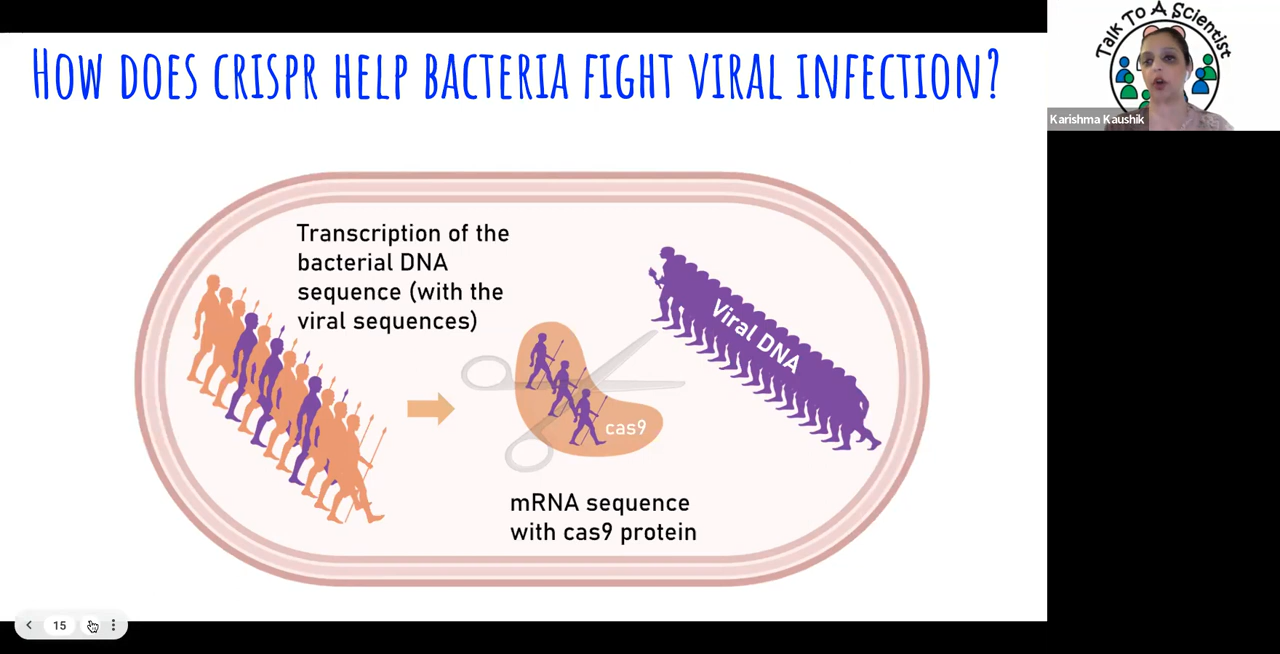 How does CRISPR help bacteria fight viral infection?
Talk To A Scientist
Karishma Kaushik
Transcription of the
bacterial DNA
sequence (with the
viral sequences)
Viral DNA
cas9
mRNA sequence
with cas9 protein
15